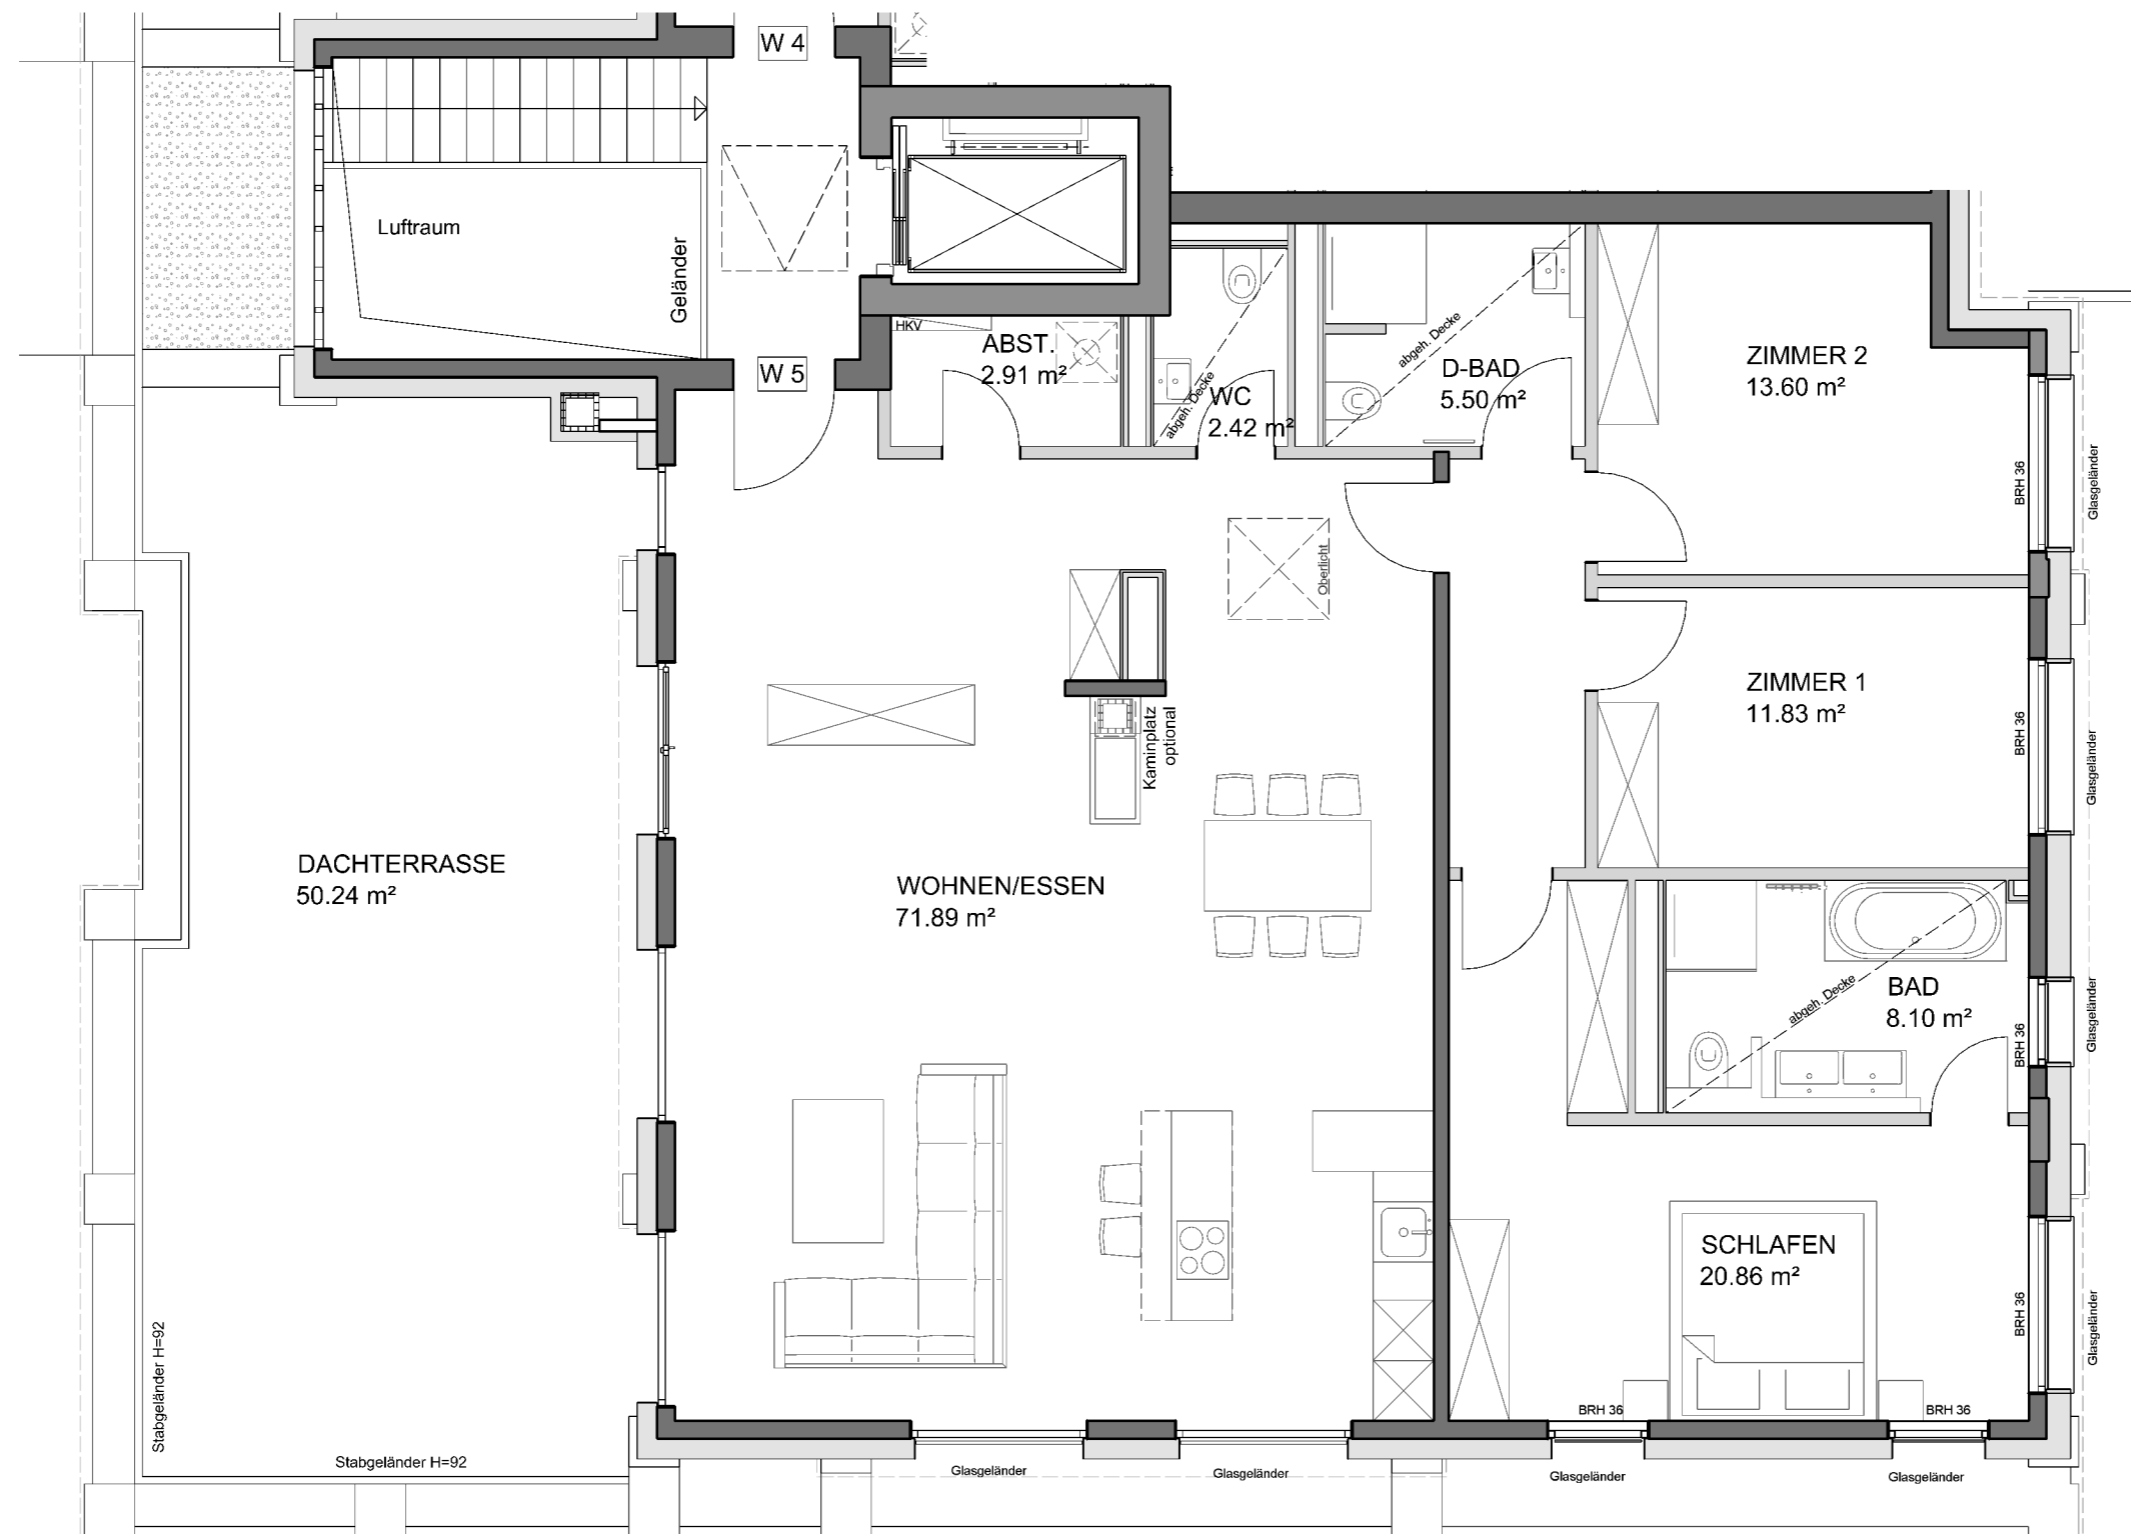 W 4
Luftraum
Geländer
W 5
HKV
ABST.
2.91 m²
WC
2.42 m²
abgeh. Decke
D-BAD
5.50 m²
abgeh. Decke
ZIMMER 2
13.60 m²
BRH 36
Glasgeländer
Oberlicht
ZIMMER 1
11.83 m²
BRH 36
Glasgeländer
Kaminplatz
optional
DACHTERRASSE
50.24 m²
WOHNEN/ESSEN
71.89 m²
BAD
8.10 m²
abgeh. Decke
BRH 36
Glasgeländer
SCHLAFEN
20.86 m²
BRH 36
Glasgeländer
BRH 36
BRH 36
Stabgeländer H=92
Stabgeländer H=92
Glasgeländer
Glasgeländer
Glasgeländer
Glasgeländer